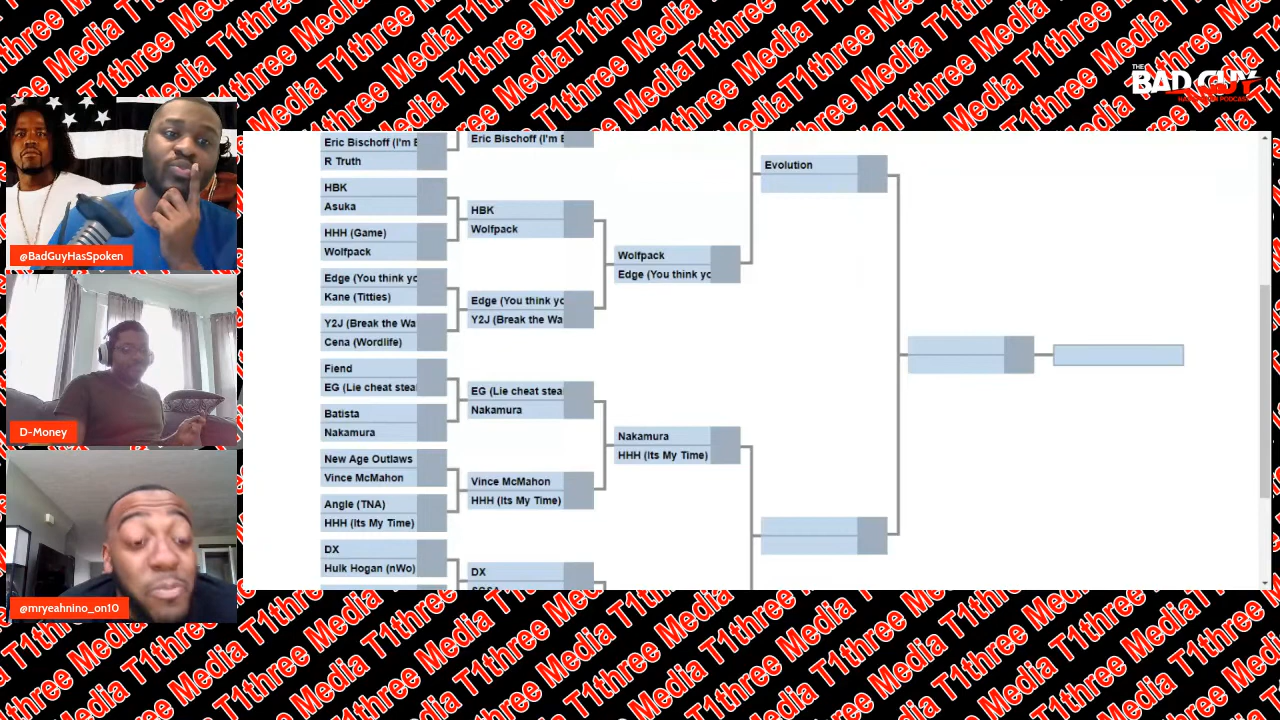 T1three Media
THE
BAD GUY
@BadGuyHasSpoken
D-Money
@mryeahnino_on10
Eric Bischoff (I'm
R Truth
HBK
Asuka
HHH (Game)
Wolfpack
Edge (You think yo
Kane (Titties)
Y2J (Break the Wa
Cena (Wordlife)
Fiend
EG (Lie cheat stea
Batista
Nakamura
New Age Outlaws
Vince McMahon
Angle (TNA)
HHH (Its My Time)
DX
Hulk Hogan (nWo)
Eric Bischoff (I'm
HBK
Wolfpack
Edge (You think yo
Y2J (Break the Wa
EG (Lie cheat stea
Nakamura
Vince McMahon
HHH (Its My Time)
DX
Wolfpack
Edge (You think yo
Nakamura
HHH (Its My Time)
Evolution